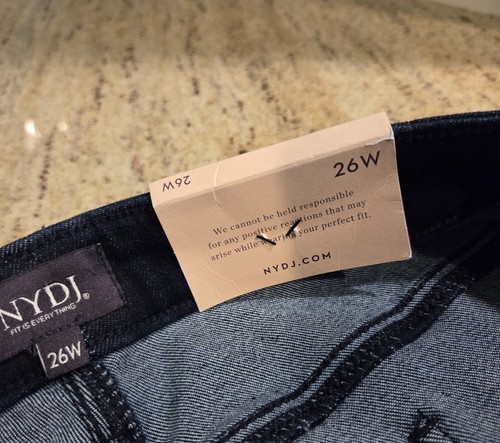 26W
26W
We cannot be held responsible
for any positive reactions that may
arise while wearing your perfect fit.
NYDJ.COM
NYDJ®
FIT IS EVERYTHING
26W